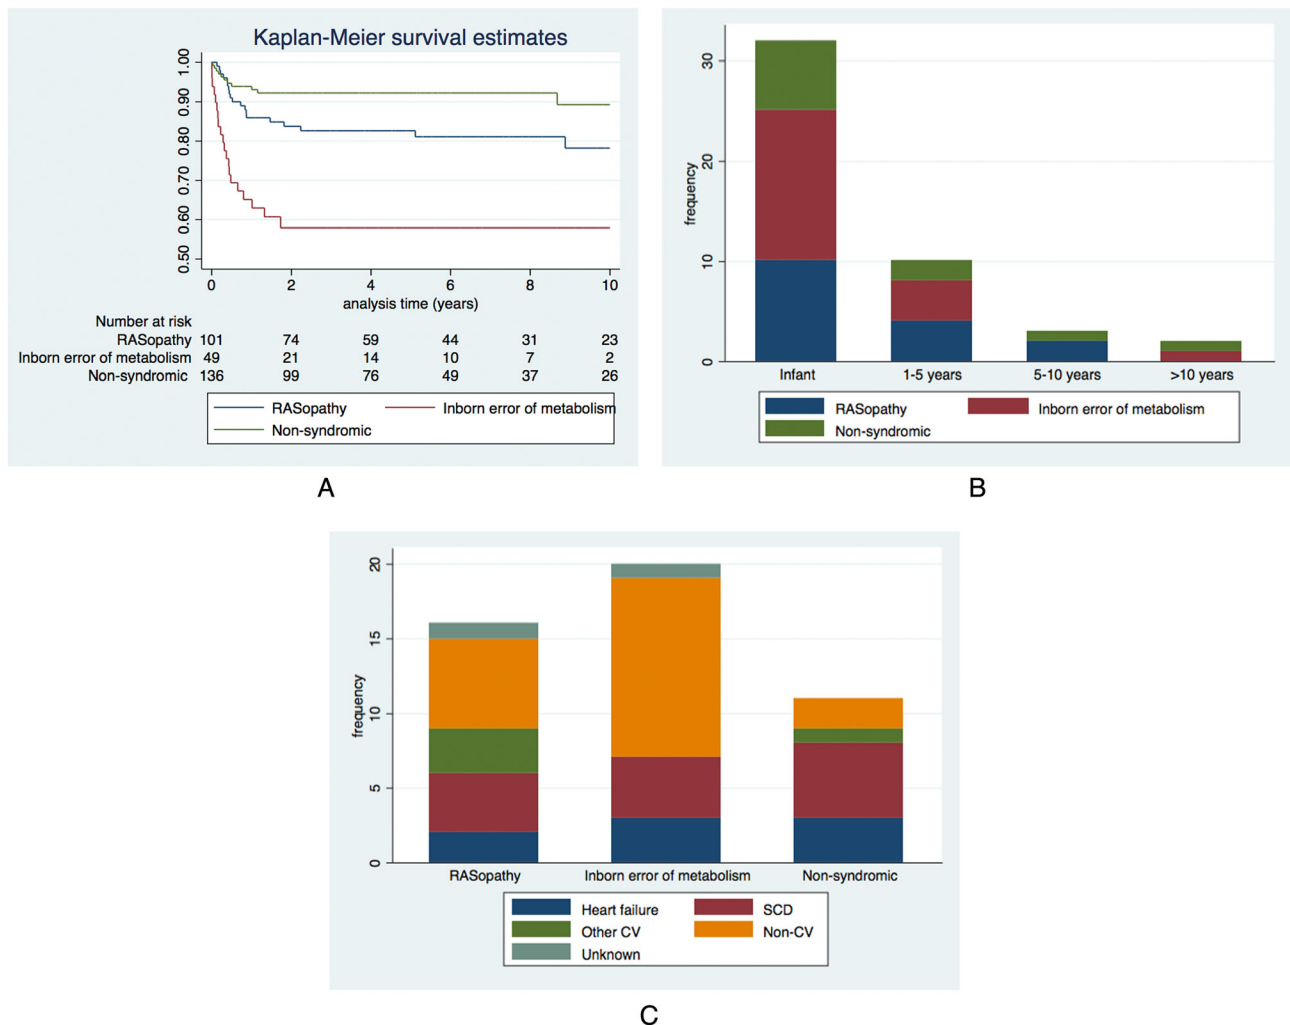 Kaplan-Meier survival estimates
1.00
0.90
0.80
0.70
0.60
0.50
0 2 4 6 8 10
analysis time (years)
Number at risk
RASopathy 101 74 59 44 31 23
Inborn error of metabolism 49 21 14 10 7 2
Non-syndromic 136 99 76 49 37 26
RASopathy Inborn error of metabolism
Non-syndromic
A
frequency
30
20
10
0
Infant 1-5 years 5-10 years >10 years
RASopathy Inborn error of metabolism
Non-syndromic
B
frequency
20
15
10
5
0
RASopathy Inborn error of metabolism Non-syndromic
Heart failure SCD
Other CV Non-CV
Unknown
C